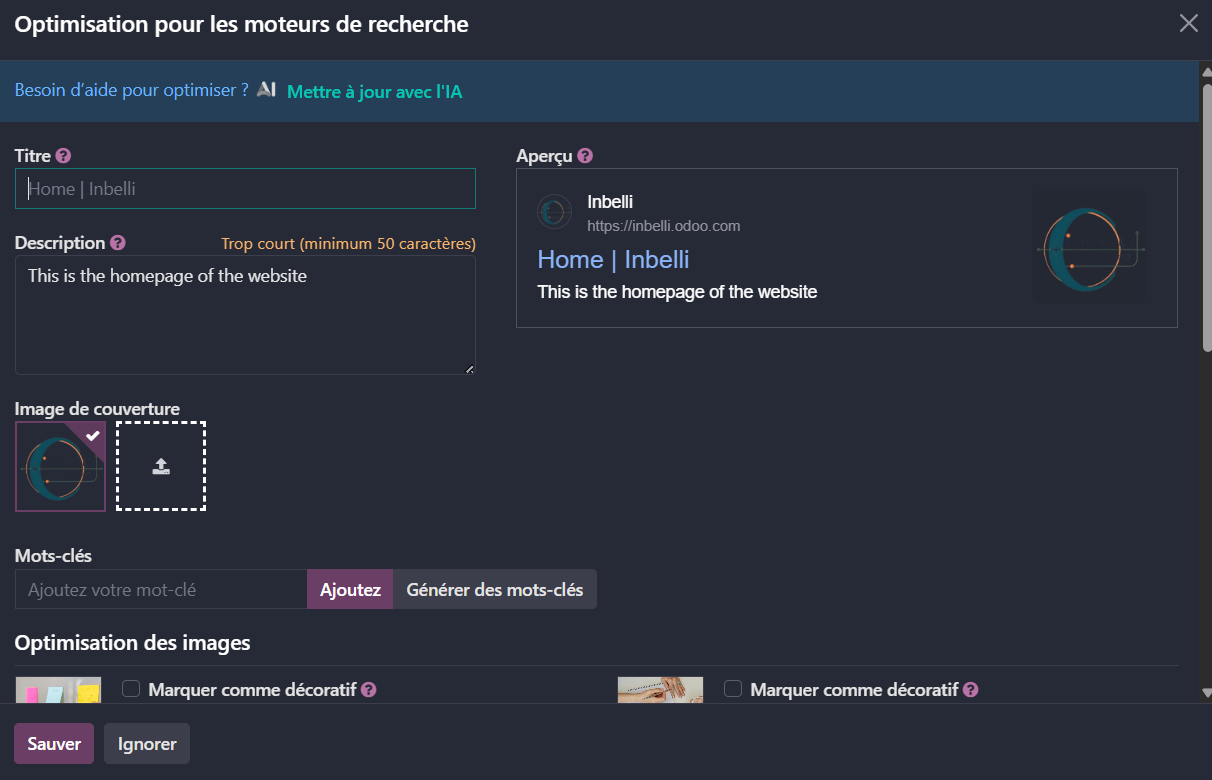 Optimisation pour les moteurs de recherche
Besoin d’aide pour optimiser ? AI Mettre à jour avec l'IA
Titre ?
Home | Inbelli
Description ? Trop court (minimum 50 caractères)
This is the homepage of the website
Aperçu ?
Inbelli
https://inbelli.odoo.com
Home | Inbelli
This is the homepage of the website
Image de couverture
Mots-clés
Ajoutez votre mot-clé Ajoutez Générer des mots-clés
Optimisation des images
Marquer comme décoratif ? Marquer comme décoratif ?
Sauver Ignorer